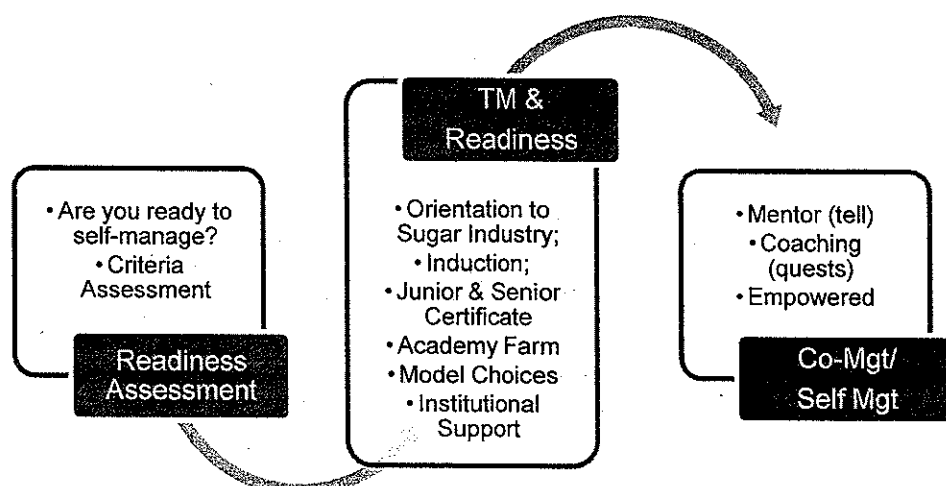 • Are you ready to
self-manage?
• Criteria
Assessment
Readiness
Assessment
TM &
Readiness
• Orientation to
Sugar Industry;
• Induction;
• Junior & Senior
Certificate
• Academy Farm
• Model Choices
• Institutional
Support
• Mentor (tell)
• Coaching
(quests)
• Empowered
Co-Mgt/
Self Mgt